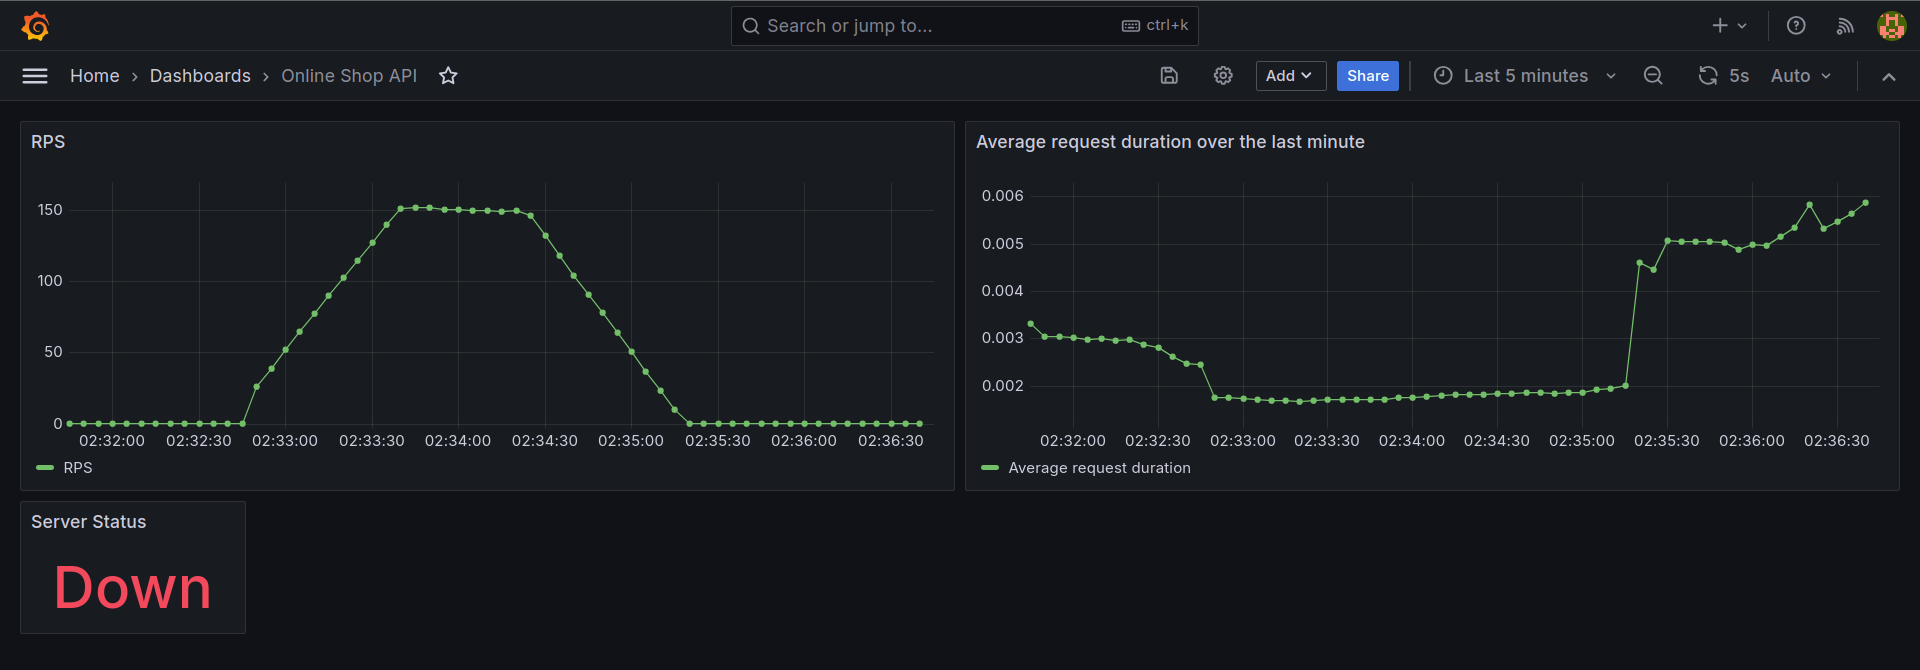 Search or jump to... ctrl+k
Home › Dashboards › Online Shop API Add Share Last 5 minutes 5s Auto
RPS
150
100
50
0
02:32:00 02:32:30 02:33:00 02:33:30 02:34:00 02:34:30 02:35:00 02:35:30 02:36:00 02:36:30
RPS
Average request duration over the last minute
0.006
0.005
0.004
0.003
0.002
02:32:00 02:32:30 02:33:00 02:33:30 02:34:00 02:34:30 02:35:00 02:35:30 02:36:00 02:36:30
Average request duration
Server Status
Down